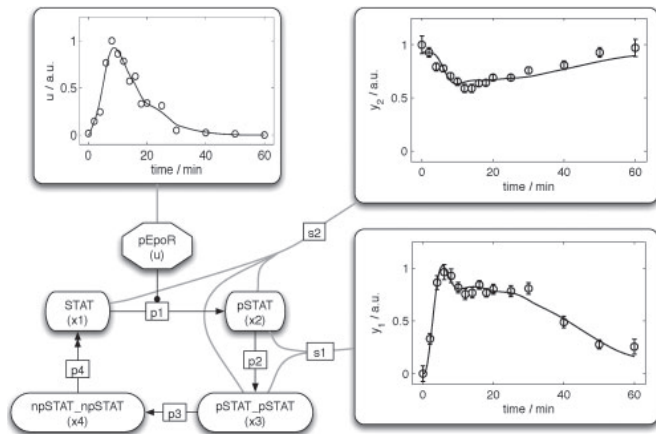 u / a.u.
1
0.5
0
0
20
40
60
time / min
y2 / a.u.
1
0.5
0
0
20
40
60
time / min
pEpoR
(u)
s2
STAT
(x1)
p1
pSTAT
(x2)
p4
p2
s1
npSTAT_npSTAT
(x4)
p3
pSTAT_pSTAT
(x3)
y1 / a.u.
1
0.5
0
0
20
40
60
time / min